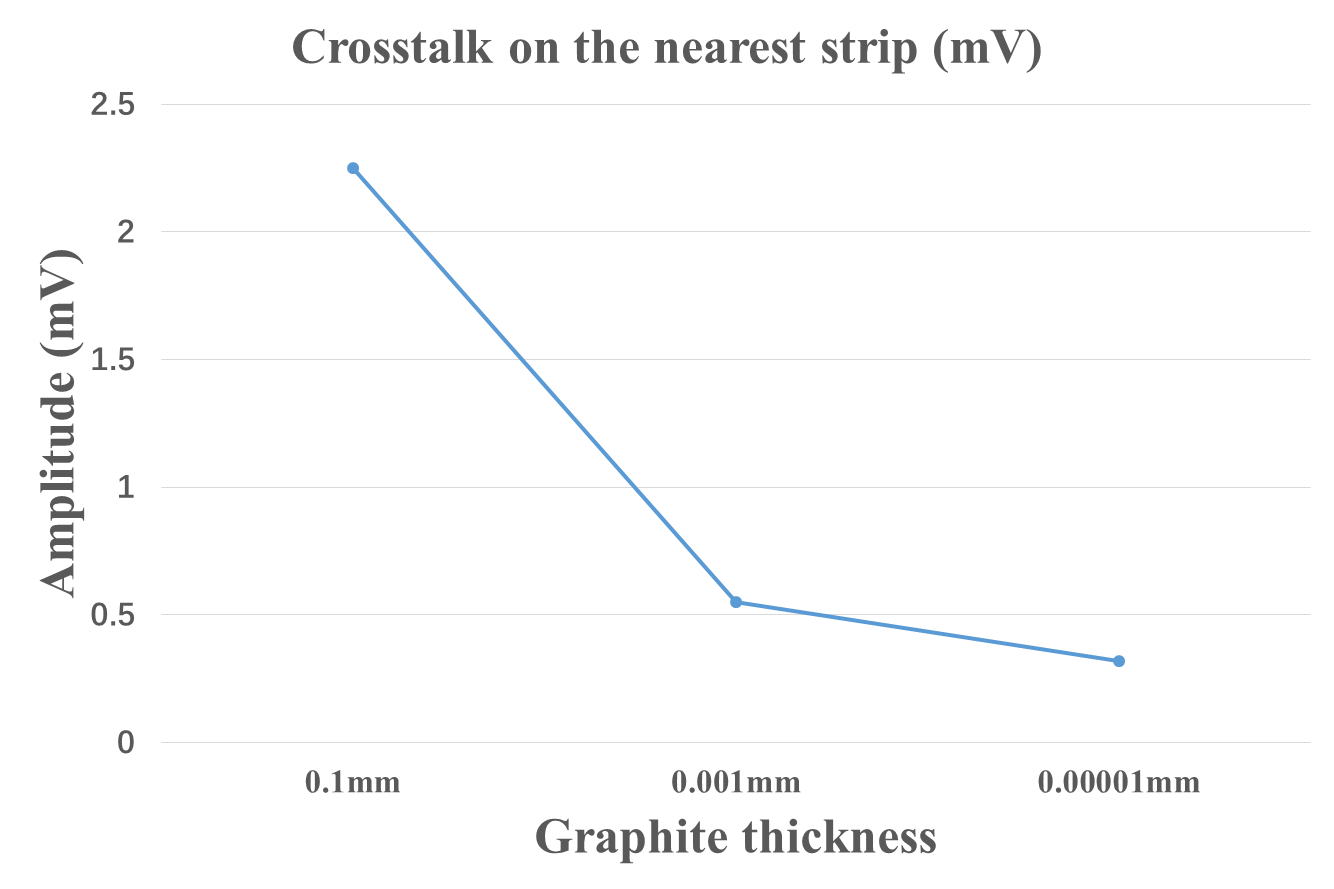 Crosstalk on the nearest strip (mV)
2.5
2
1.5
1
0.5
0
Amplitude (mV)
0.1mm
0.001mm
0.00001mm
Graphite thickness